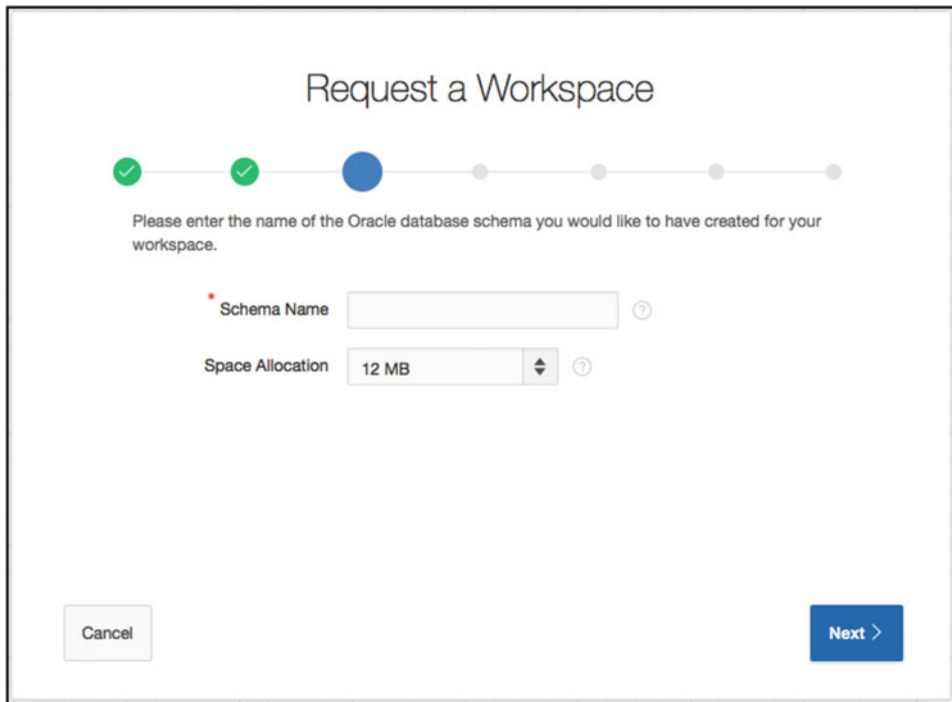 Request a Workspace
Please enter the name of the Oracle database schema you would like to have created for your
workspace.
* Schema Name ?
Space Allocation 12 MB ?
Cancel Next >